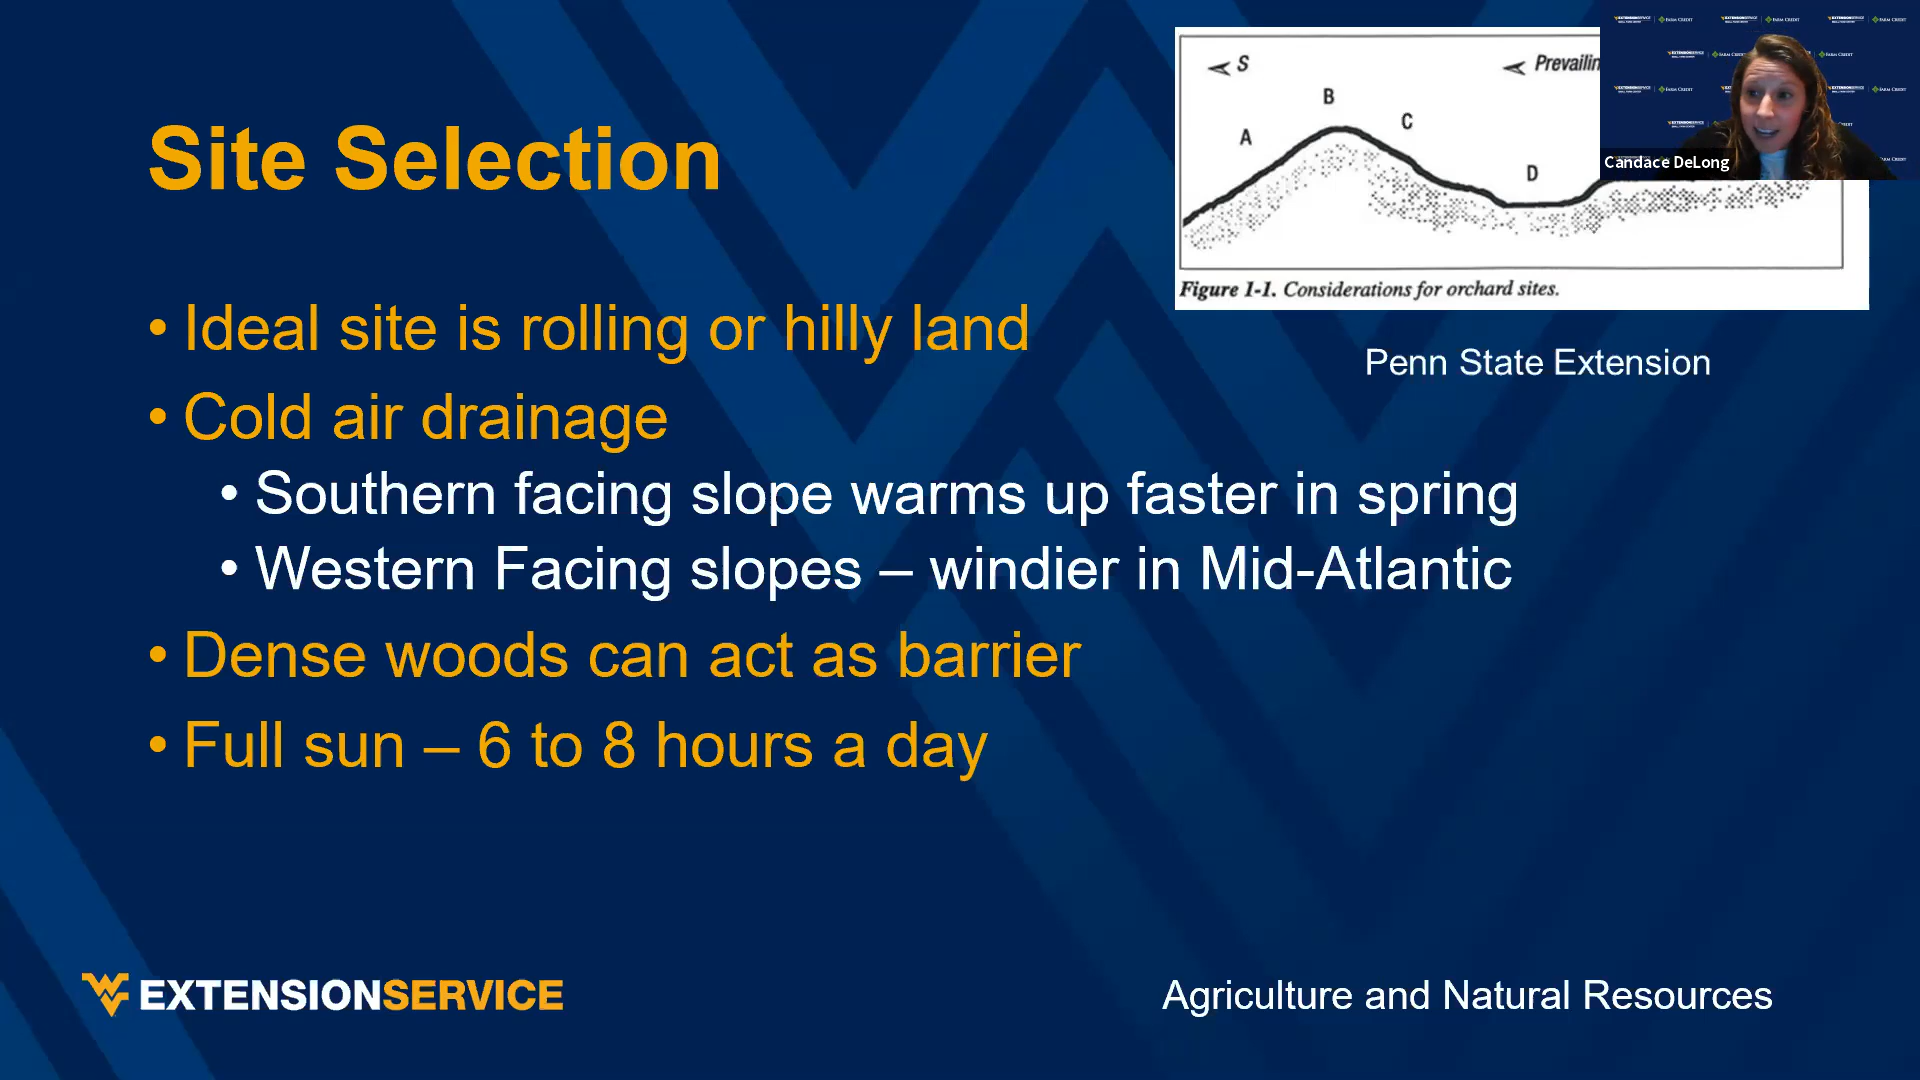 Site Selection
• Ideal site is rolling or hilly land
• Cold air drainage
• Southern facing slope warms up faster in spring
• Western Facing slopes – windier in Mid-Atlantic
• Dense woods can act as barrier
• Full sun – 6 to 8 hours a day
S
Prevailin
A
B
C
D
Figure 1-1. Considerations for orchard sites.
Penn State Extension
Candace DeLong
EXTENSIONSERVICE
Agriculture and Natural Resources